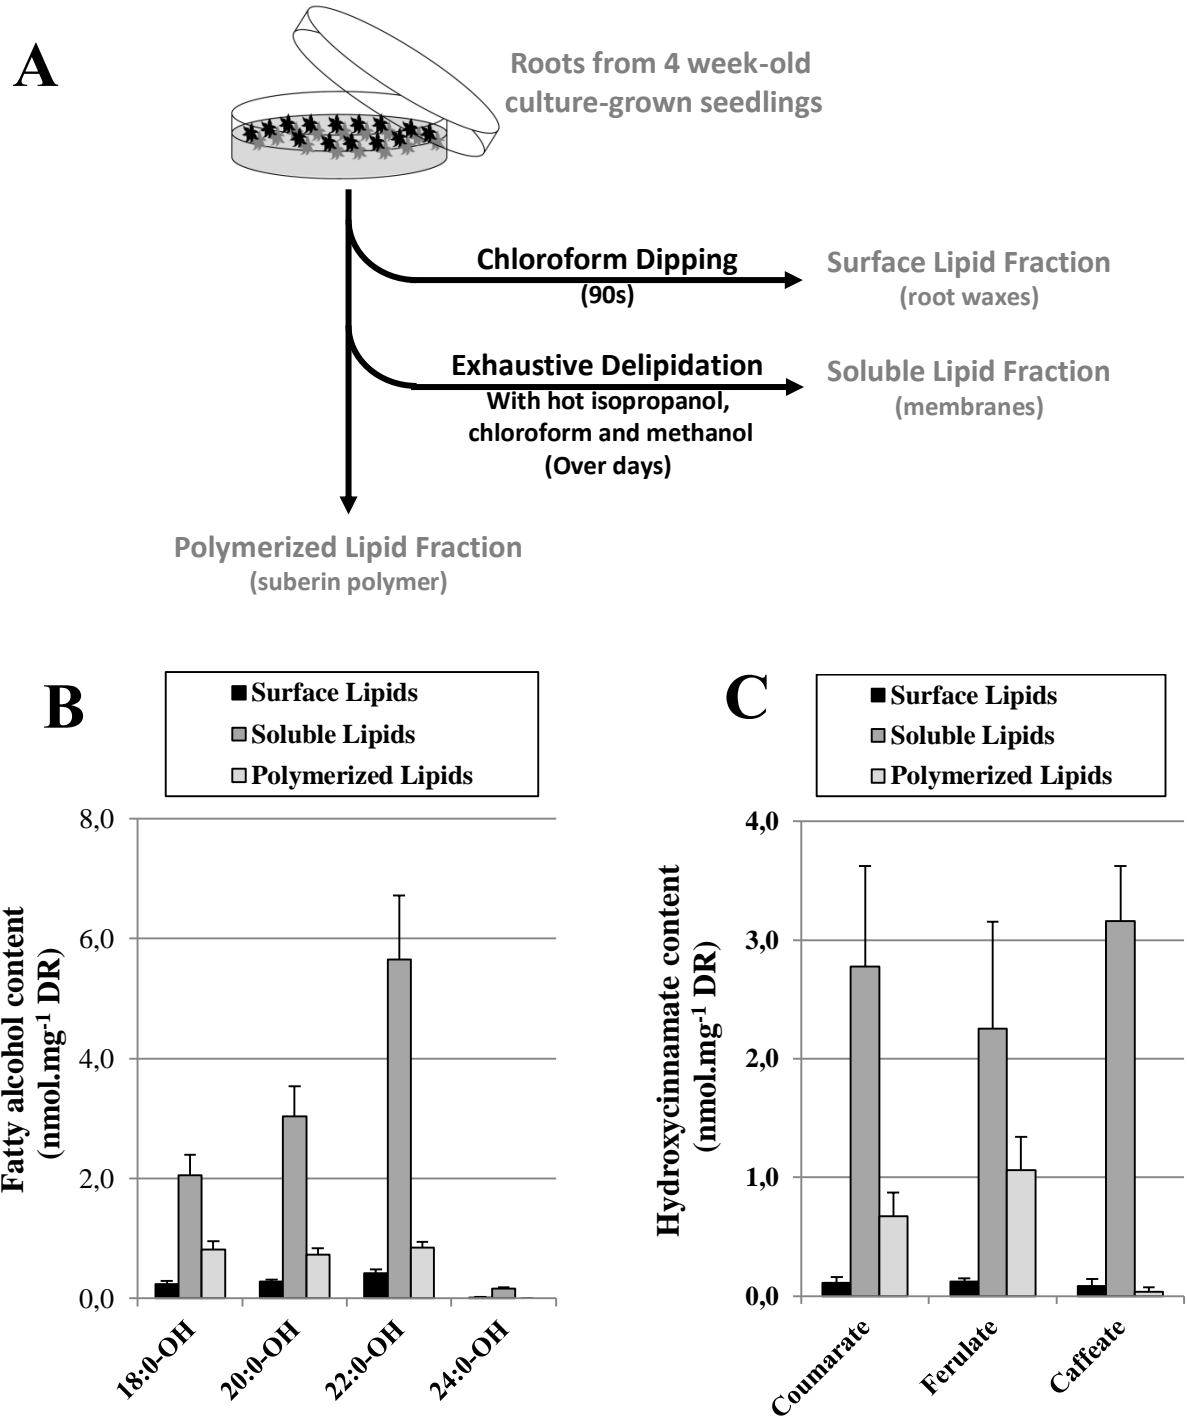 A
Roots from 4 week-old
culture-grown seedlings
Chloroform Dipping
(90s)
Surface Lipid Fraction
(root waxes)
Exhaustive Delipidation
With hot isopropanol,
chloroform and methanol
(Over days)
Soluble Lipid Fraction
(membranes)
Polymerized Lipid Fraction
(suberin polymer)
B
Surface Lipids
Soluble Lipids
Polymerized Lipids
Fatty alcohol content
(nmol.mg-1 DR)
8,0
6,0
4,0
2,0
0,0
18:0-OH
20:0-OH
22:0-OH
24:0-OH
C
Surface Lipids
Soluble Lipids
Polymerized Lipids
Hydroxycinnamate content
(nmol.mg-1 DR)
4,0
3,0
2,0
1,0
0,0
Coumarate
Ferulate
Caffeate